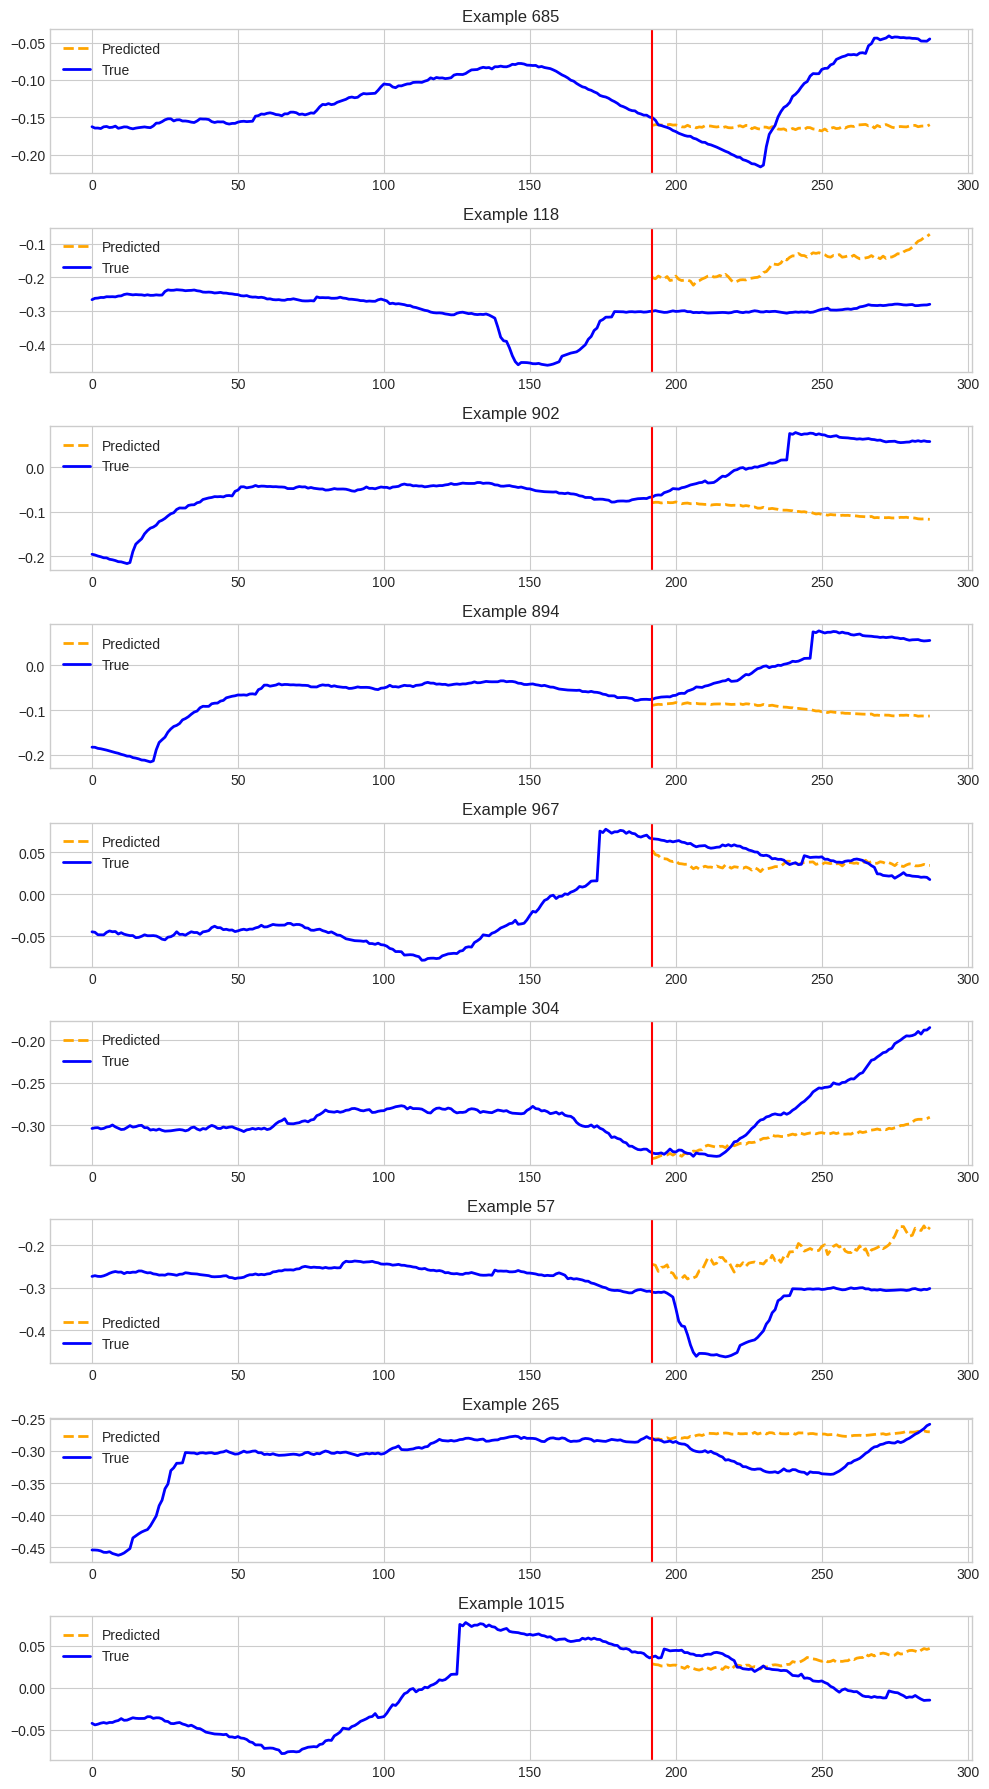 Example 685
−0.05
−0.10
−0.15
−0.20
Predicted
True
0 50 100 150 200 250 300
Example 118
−0.1
−0.2
−0.3
−0.4
Predicted
True
0 50 100 150 200 250 300
Example 902
0.0
−0.1
−0.2
Predicted
True
0 50 100 150 200 250 300
Example 894
0.0
−0.1
−0.2
Predicted
True
0 50 100 150 200 250 300
Example 967
0.05
0.00
−0.05
Predicted
True
0 50 100 150 200 250 300
Example 304
−0.20
−0.25
−0.30
Predicted
True
0 50 100 150 200 250 300
Example 57
−0.2
−0.3
−0.4
Predicted
True
0 50 100 150 200 250 300
Example 265
−0.25
−0.30
−0.35
−0.40
−0.45
Predicted
True
0 50 100 150 200 250 300
Example 1015
0.05
0.00
−0.05
Predicted
True
0 50 100 150 200 250 300